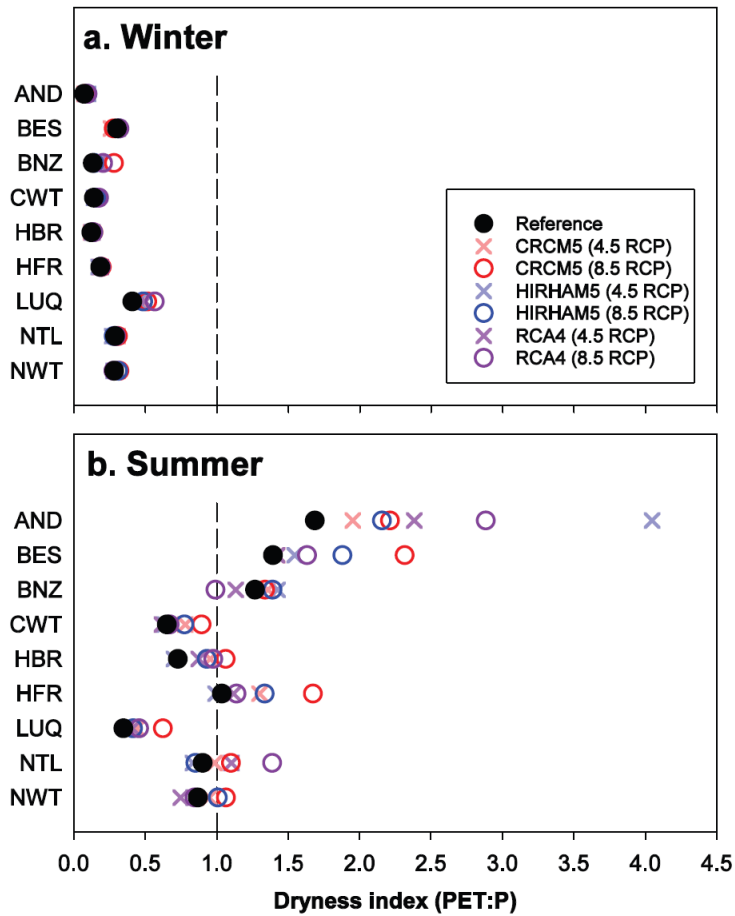 a. Winter
AND
BES
BNZ
CWT
HBR
HFR
LUQ
NTL
NWT
Reference
CRCM5 (4.5 RCP)
CRCM5 (8.5 RCP)
HIRHAM5 (4.5 RCP)
HIRHAM5 (8.5 RCP)
RCA4 (4.5 RCP)
RCA4 (8.5 RCP)
b. Summer
AND
BES
BNZ
CWT
HBR
HFR
LUQ
NTL
NWT
0.0 0.5 1.0 1.5 2.0 2.5 3.0 3.5 4.0 4.5
Dryness index (PET:P)